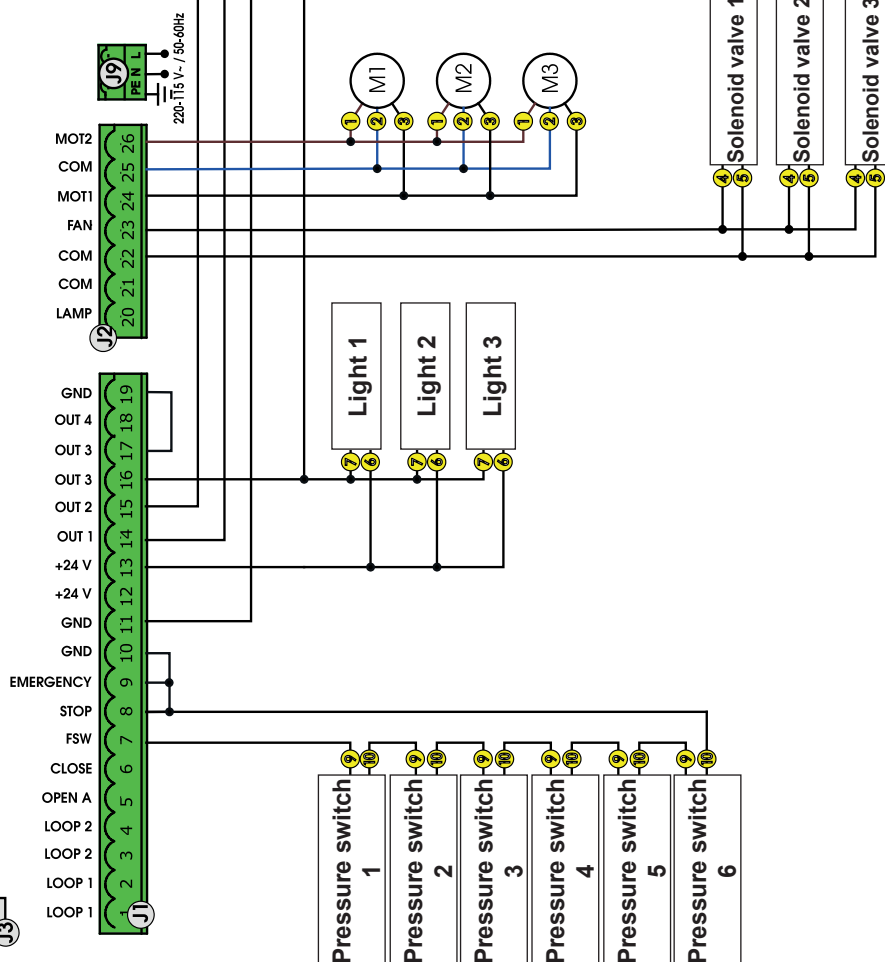 J9
PE N L
220-115 V~ / 50-60Hz
MOT2 26
COM 25
MOT1 24
FAN 23
COM 22
COM 21
LAMP 20
J2
M1
M2
M3
1 2 3
1 2 3
1 2 3
Solenoid valve 1
Solenoid valve 2
Solenoid valve 3
4 5
4 5
4 5
Light 1
Light 2
Light 3
7 6
7 6
7 6
GND 19
OUT 4 18
OUT 3 17
OUT 3 16
OUT 2 15
OUT 1 14
+24 V 13
+24 V 12
GND 11
GND 10
EMERGENCY 9
STOP 8
FSW 7
CLOSE 6
OPEN A 5
LOOP 2 4
LOOP 2 3
LOOP 1 2
LOOP 1 1
J1
J3
9 10
9 10
9 10
9 10
9 10
9 10
Pressure switch
1
Pressure switch
2
Pressure switch
3
Pressure switch
4
Pressure switch
5
Pressure switch
6